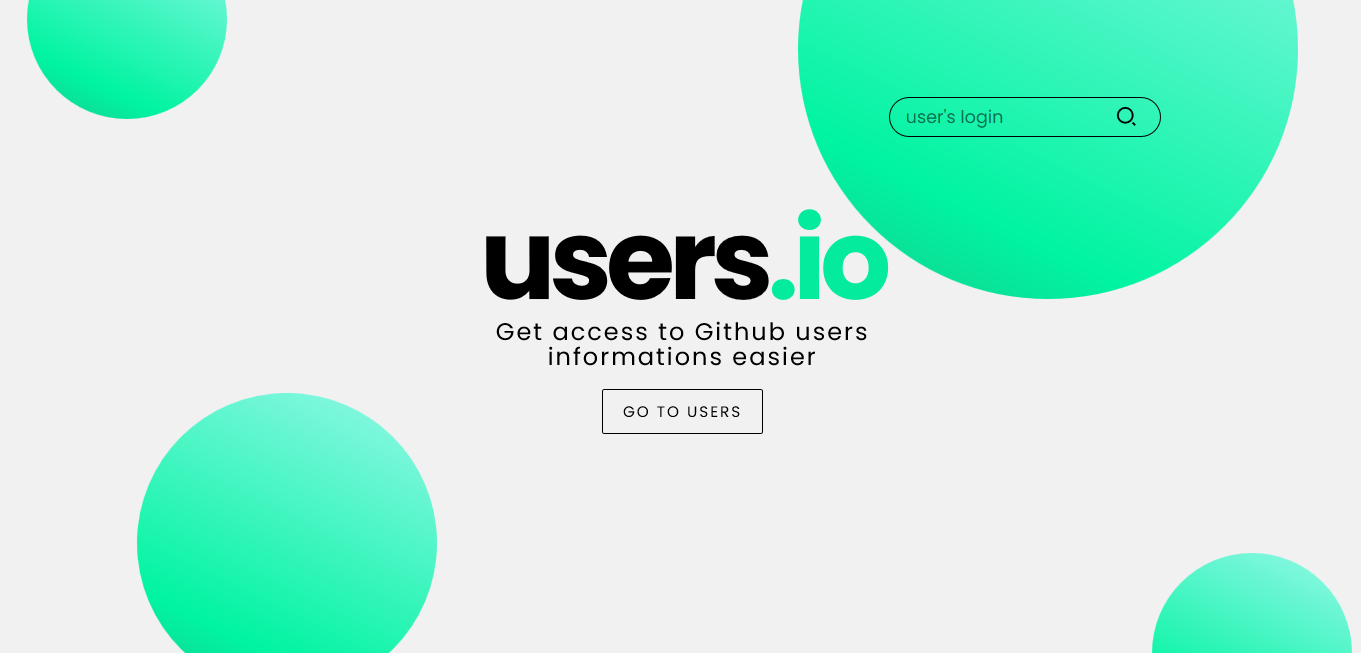 user's login
users.io
Get access to Github users
informations easier
GO TO USERS